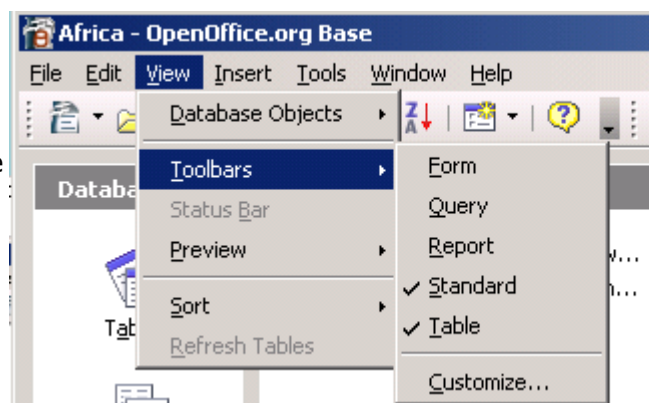 Africa - OpenOffice.org Base
File Edit View Insert Tools Window Help
Database Objects
Toolbars
Status Bar
Preview
Sort
Refresh Tables
Form
Query
Report
Standard
Table
Customize...